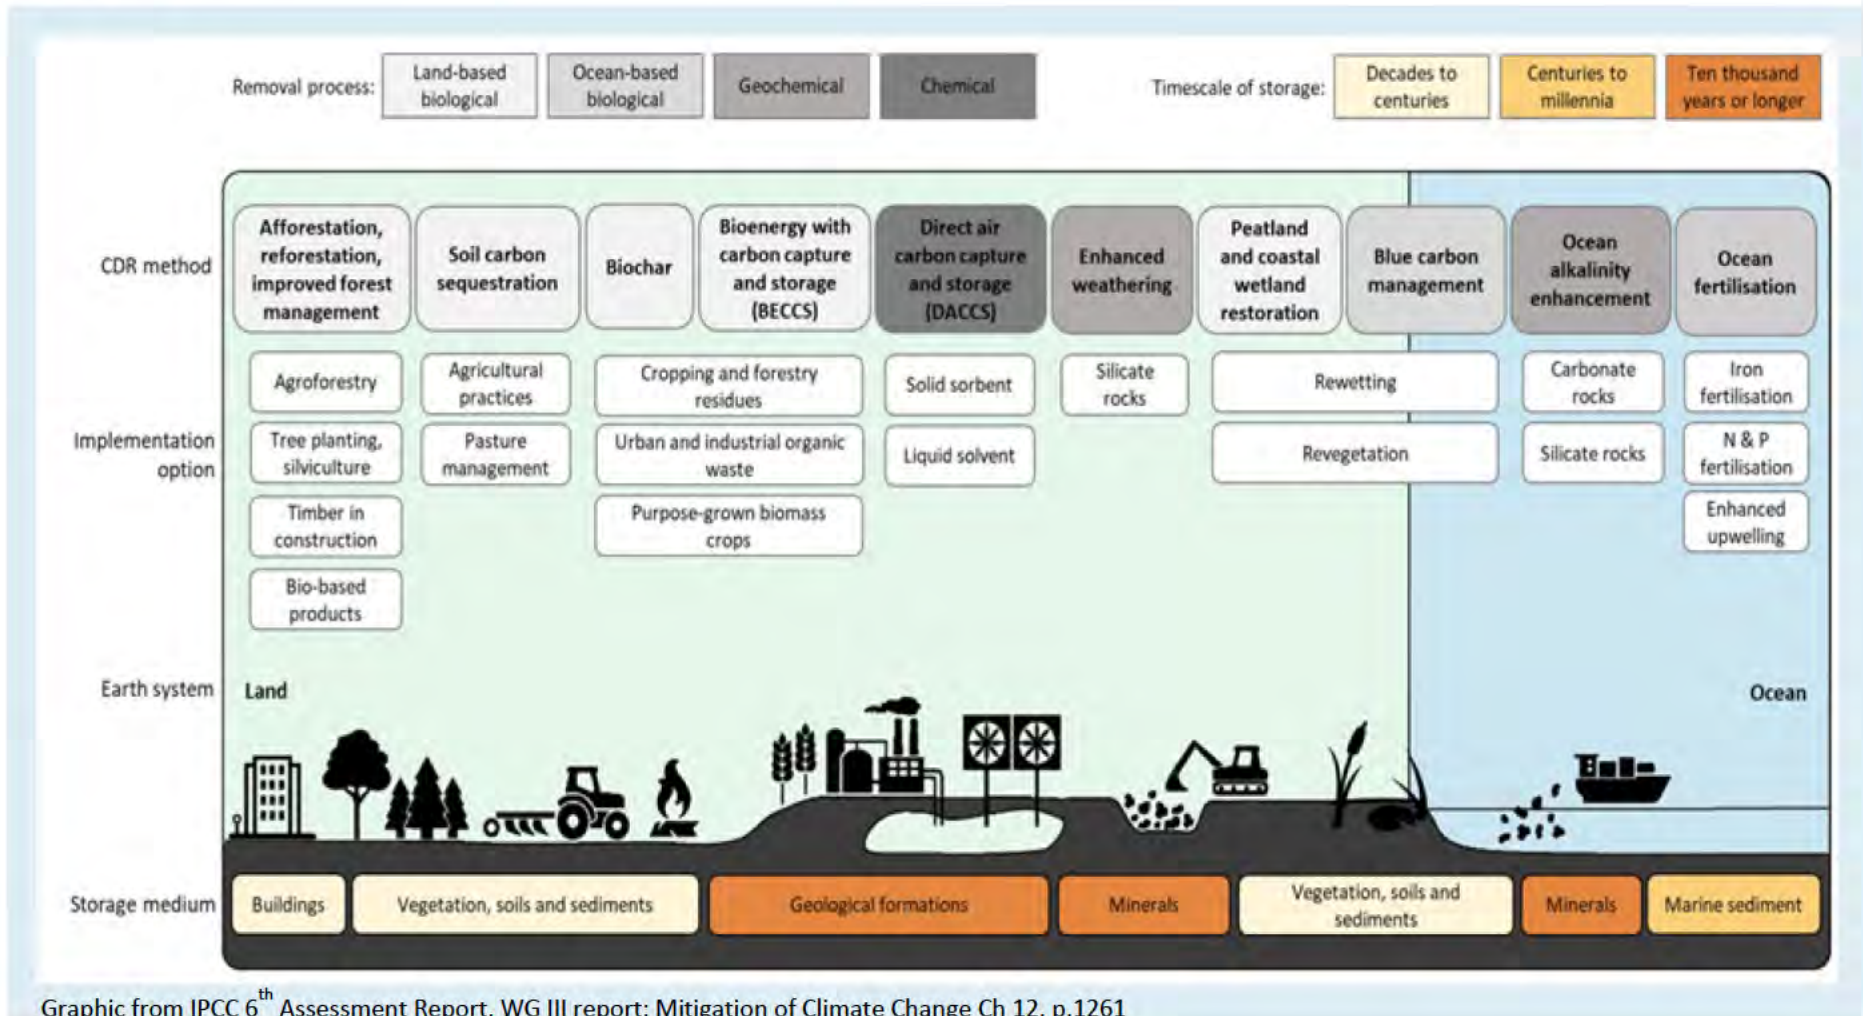 Removal process:
Land-based
biological
Ocean-based
biological
Geochemical
Chemical
Timescale of storage:
Decades to
centuries
Centuries to
millennia
Ten thousand
years or longer
CDR method
Afforestation,
reforestation,
improved forest
management
Soil carbon
sequestration
Biochar
Bioenergy with
carbon capture
and storage
(BECCS)
Direct air
carbon capture
and storage
(DACCS)
Enhanced
weathering
Peatland
and coastal
wetland
restoration
Blue carbon
management
Ocean
alkalinity
enhancement
Ocean
fertilisation
Implementation
option
Agroforestry
Tree planting,
silviculture
Timber in
construction
Bio-based
products
Agricultural
practices
Pasture
management
Cropping and forestry
residues
Urban and industrial organic
waste
Purpose-grown biomass
crops
Solid sorbent
Liquid solvent
Silicate
rocks
Rewetting
Revegetation
Carbonate
rocks
Silicate rocks
Iron
fertilisation
N & P
fertilisation
Enhanced
upwelling
Earth system
Land
Ocean
Storage medium
Buildings
Vegetation, soils and sediments
Geological formations
Minerals
Vegetation, soils and
sediments
Minerals
Marine sediment
Graphic from IPCC 6th Assessment Report, WG III report: Mitigation of Climate Change Ch 12, p.1261